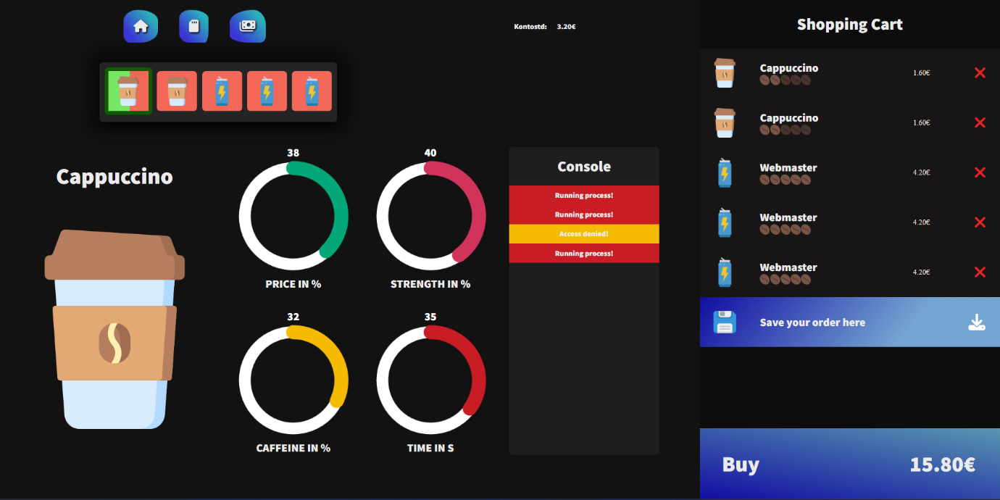 Kontostd: 3.20€
Cappuccino
38
PRICE IN %
40
STRENGTH IN %
32
CAFFEINE IN %
35
TIME IN S
Console
Running process!
Running process!
Access denied!
Running process!
Shopping Cart
Cappuccino 1.60€
Cappuccino 1.60€
Webmaster 4.20€
Webmaster 4.20€
Webmaster 4.20€
Save your order here
Buy 15.80€